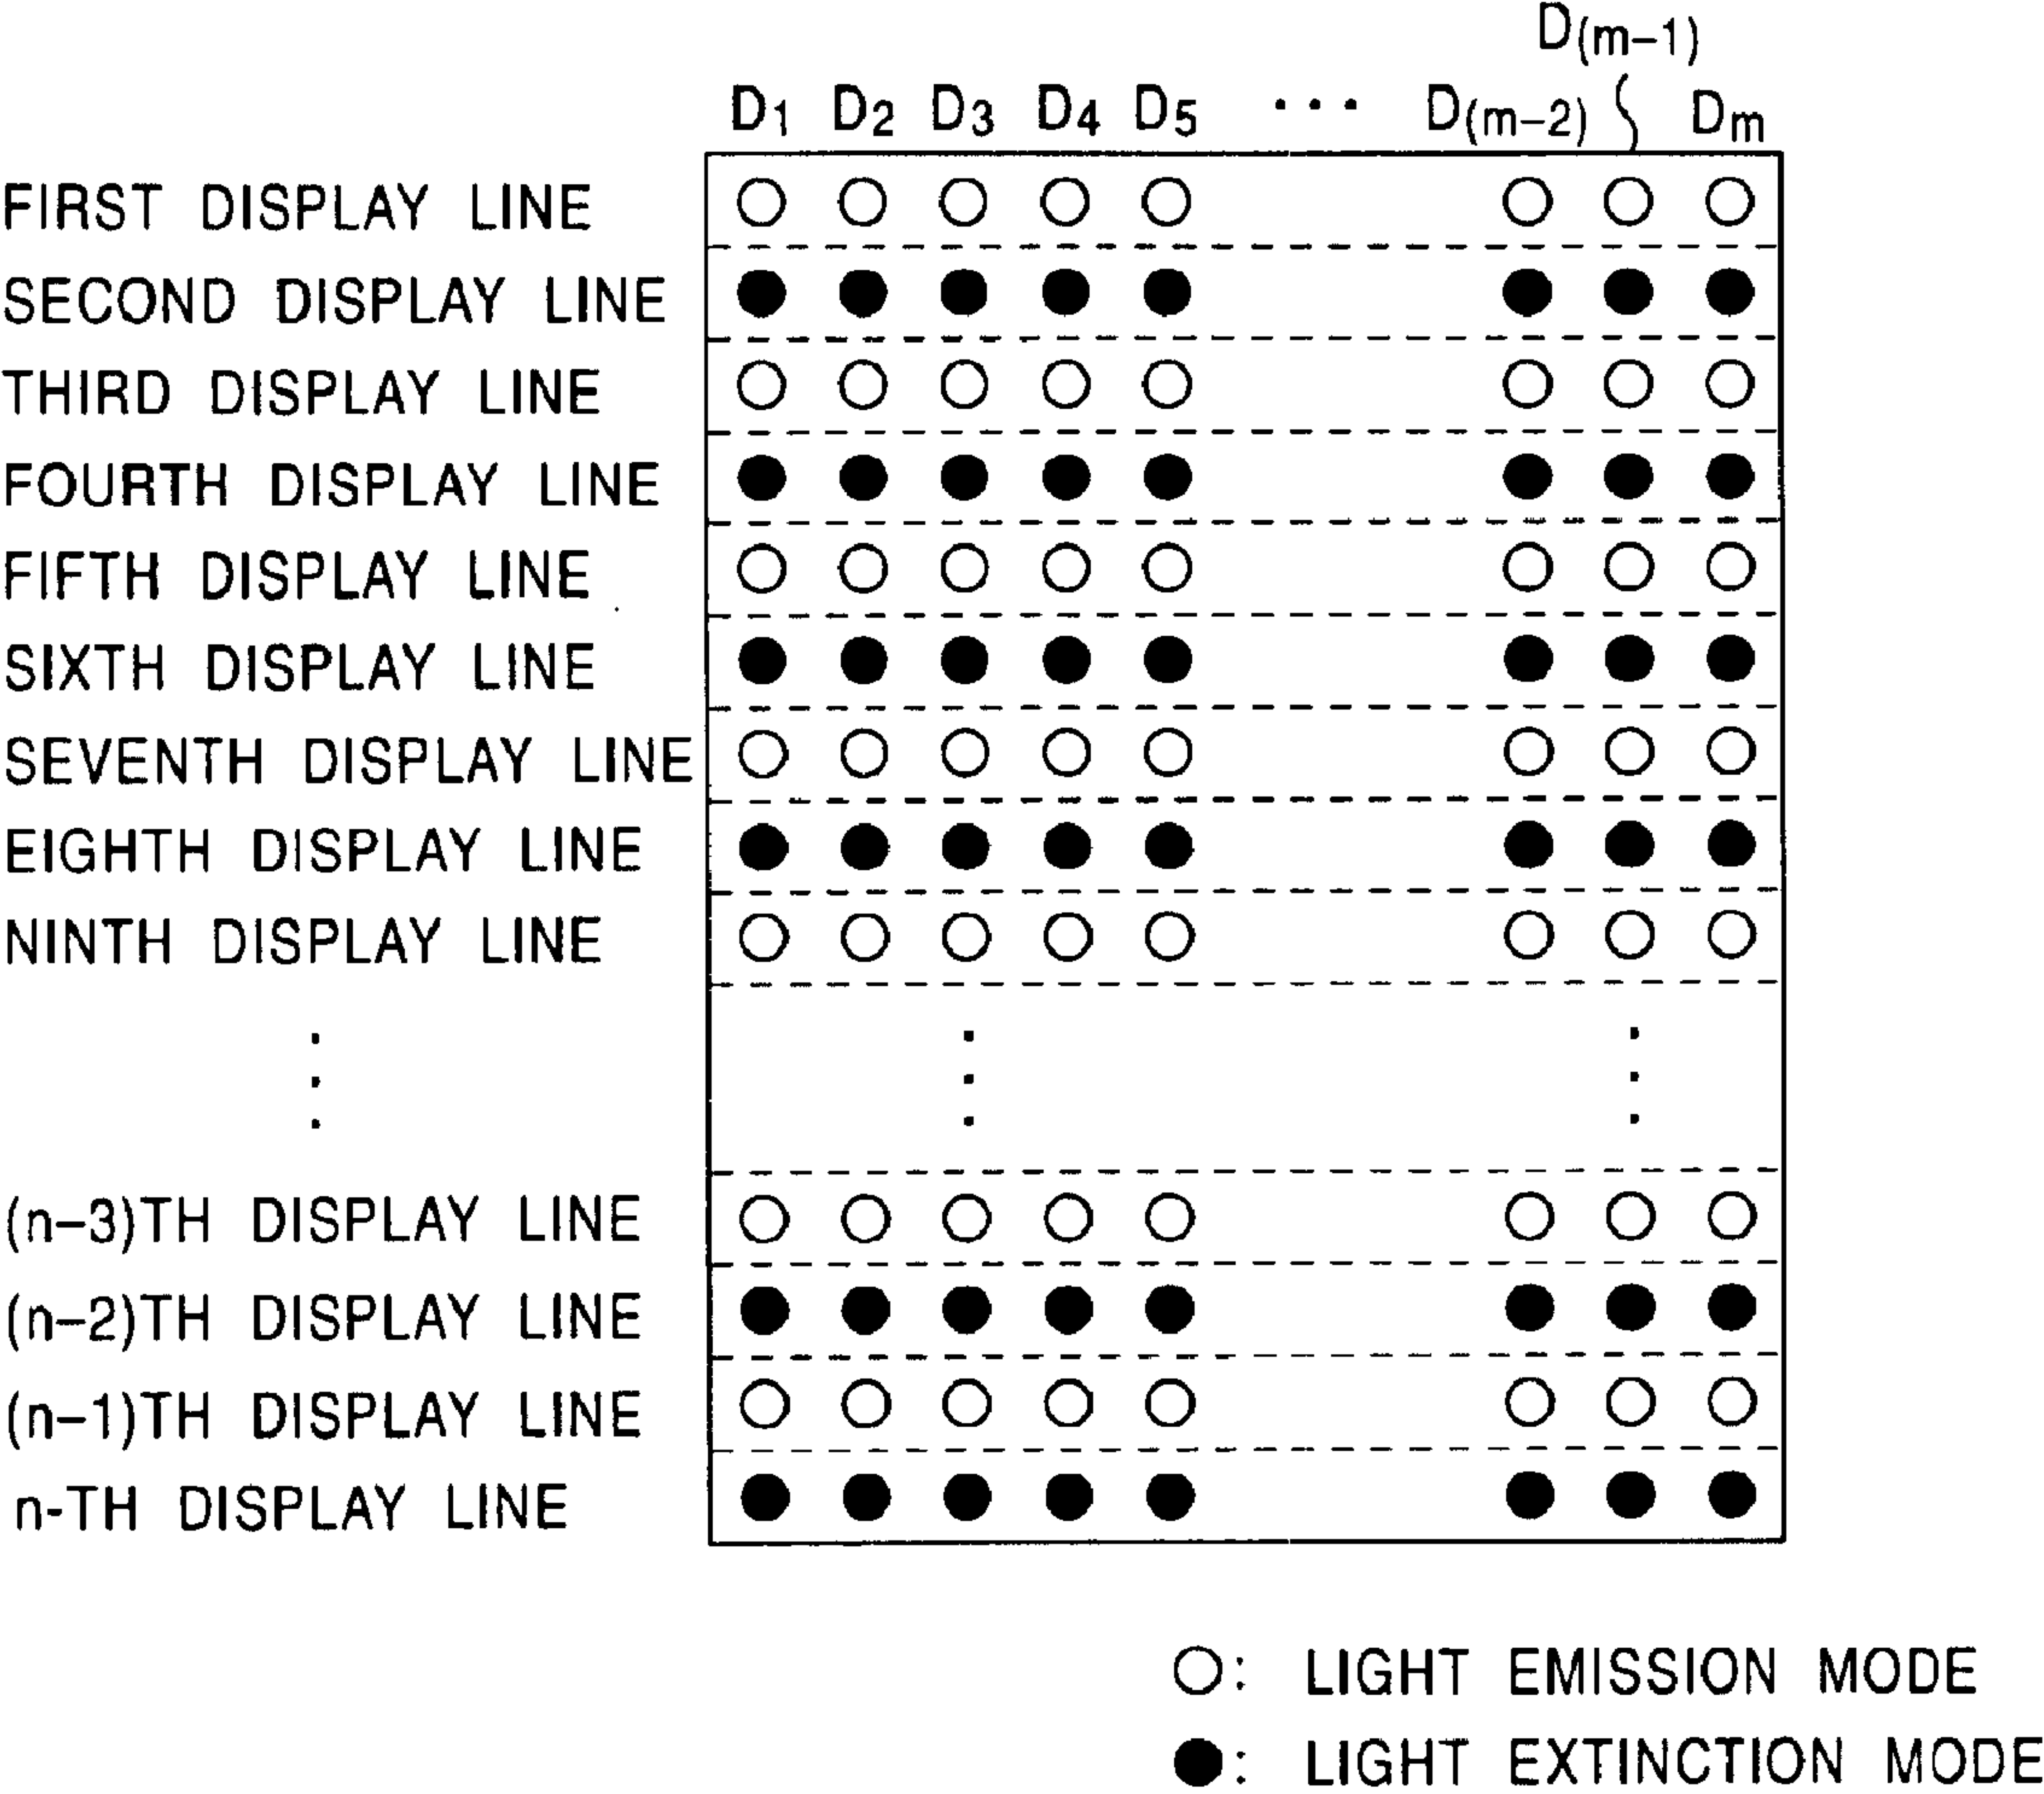 D(m–1)
D1 D2 D3 D4 D5 ... D(m–2) Dm
FIRST DISPLAY LINE
SECOND DISPLAY LINE
THIRD DISPLAY LINE
FOURTH DISPLAY LINE
FIFTH DISPLAY LINE
SIXTH DISPLAY LINE
SEVENTH DISPLAY LINE
EIGHTH DISPLAY LINE
NINTH DISPLAY LINE
(n–3)TH DISPLAY LINE
(n–2)TH DISPLAY LINE
(n–1)TH DISPLAY LINE
n-TH DISPLAY LINE
○: LIGHT EMISSION MODE
●: LIGHT EXTINCTION MODE